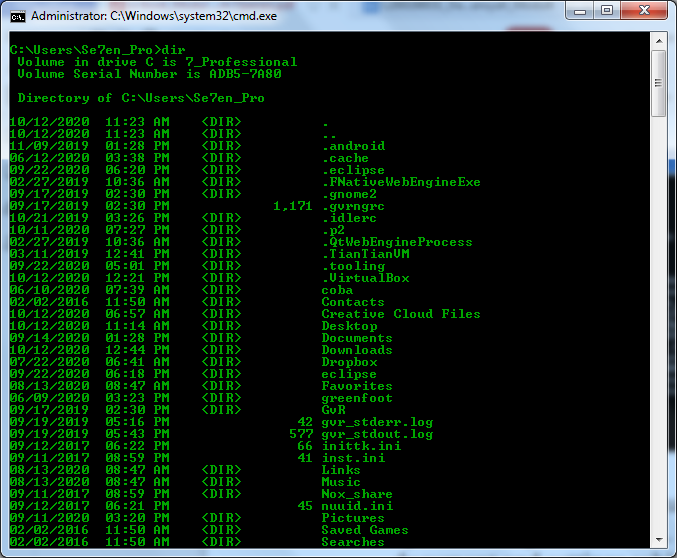 Administrator: C:\Windows\system32\cmd.exe
C:\Users\Se7en_Pro>dir
 Volume in drive C is 7_Professional
 Volume Serial Number is ADB5-7A80
 Directory of C:\Users\Se7en_Pro
10/12/2020  11:23 AM    <DIR>          .
10/12/2020  11:23 AM    <DIR>          ..
11/09/2019  01:28 PM    <DIR>          .android
06/12/2020  03:38 PM    <DIR>          .cache
09/22/2020  06:20 PM    <DIR>          .eclipse
02/27/2019  10:36 AM    <DIR>          .FNativeWebEngineExe
09/17/2019  02:30 PM    <DIR>          .gnome2
09/17/2019  02:30 PM             1,171 .gvrngrc
10/21/2019  03:26 PM    <DIR>          .idlerc
10/11/2020  07:27 PM    <DIR>          .p2
02/27/2019  10:36 AM    <DIR>          .QtWebEngineProcess
03/11/2019  12:41 PM    <DIR>          .TianTianVM
09/22/2020  05:01 PM    <DIR>          .tooling
10/12/2020  12:21 PM    <DIR>          .VirtualBox
06/10/2020  07:39 AM    <DIR>          coba
02/02/2016  11:50 AM    <DIR>          Contacts
10/12/2020  06:57 AM    <DIR>          Creative Cloud Files
10/12/2020  11:14 AM    <DIR>          Desktop
09/14/2020  01:28 PM    <DIR>          Documents
10/12/2020  12:44 PM    <DIR>          Downloads
07/22/2020  06:41 AM    <DIR>          Dropbox
09/22/2020  06:18 PM    <DIR>          eclipse
08/13/2020  08:47 AM    <DIR>          Favorites
06/09/2020  03:23 PM    <DIR>          greenfoot
09/17/2019  02:30 PM    <DIR>          GvR
09/19/2019  05:16 PM                42 gvr_stderr.log
09/19/2019  05:43 PM               577 gvr_stdout.log
09/12/2017  06:22 PM                66 inittk.ini
09/11/2017  08:59 PM                41 inst.ini
08/13/2020  08:47 AM    <DIR>          Links
08/13/2020  08:47 AM    <DIR>          Music
09/11/2017  08:59 PM    <DIR>          Nox_share
09/12/2017  06:21 PM                45 nuuid.ini
09/11/2020  03:20 PM    <DIR>          Pictures
02/02/2016  11:50 AM    <DIR>          Saved Games
02/02/2016  11:50 AM    <DIR>          Searches